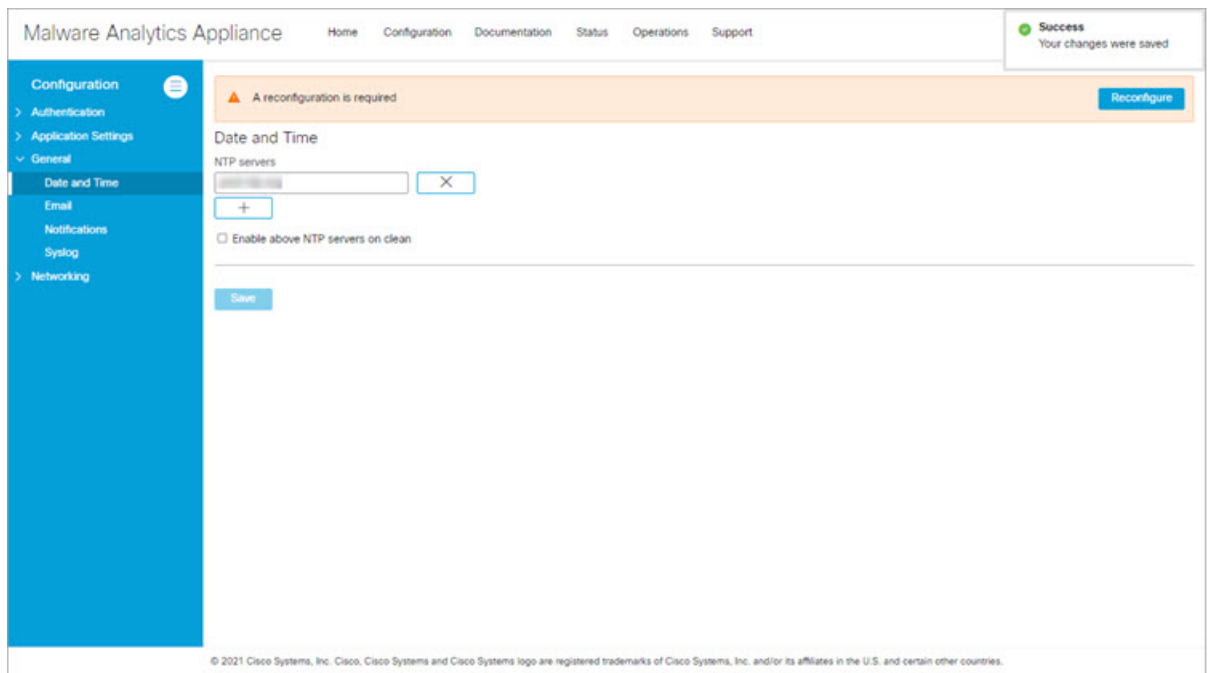 Malware Analytics Appliance
Home Configuration Documentation Status Operations Support
Success
Your changes were saved
Configuration
Authentication
Application Settings
General
Date and Time
Email
Notifications
Syslog
Networking
A reconfiguration is required
Reconfigure
Date and Time
NTP servers
Enable above NTP servers on clean
Save
© 2021 Cisco Systems, Inc. Cisco, Cisco Systems and Cisco Systems logo are registered trademarks of Cisco Systems, Inc. and/or its affiliates in the U.S. and certain other countries.